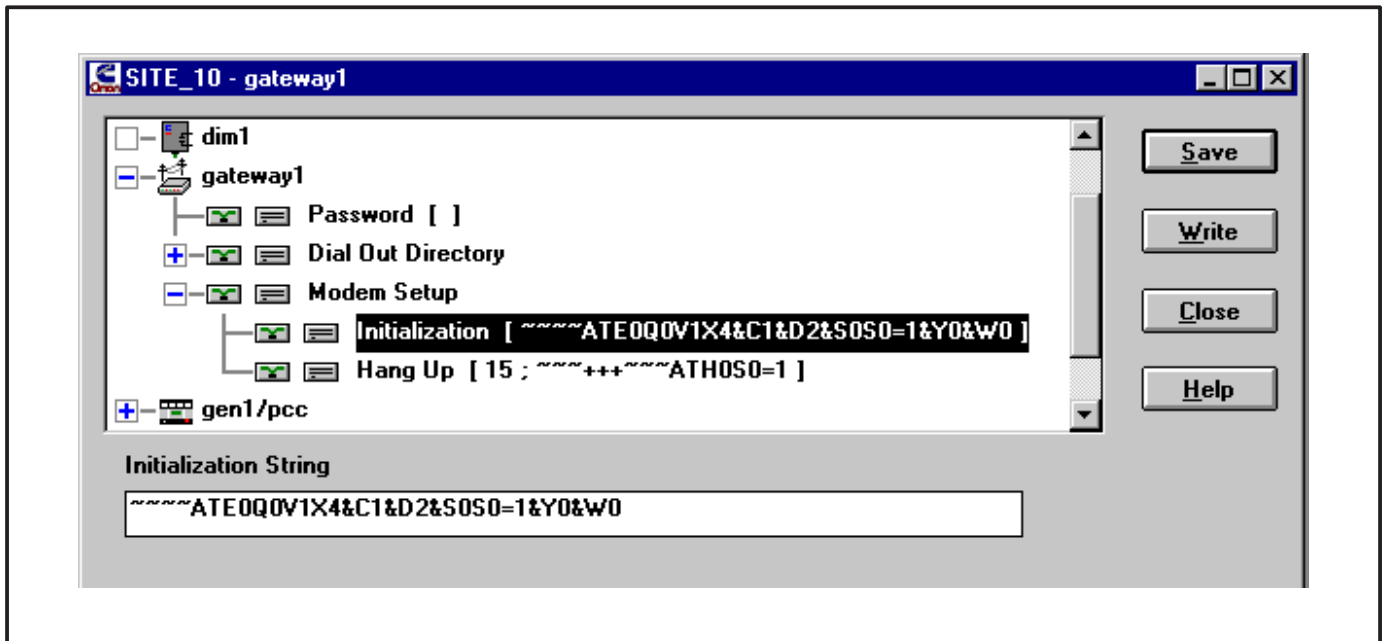 SITE_10 - gateway1
dim1
gateway1
Password [ ]
Dial Out Directory
Modem Setup
Initialization [ ~~~~ATE0Q0V1X4&C1&D2&S0S0=1&Y0&W0 ]
Hang Up [ 15 ; ~~~+++~~~ATH0S0=1 ]
gen1/pcc
Save
Write
Close
Help
Initialization String
~~~~ATE0Q0V1X4&C1&D2&S0S0=1&Y0&W0